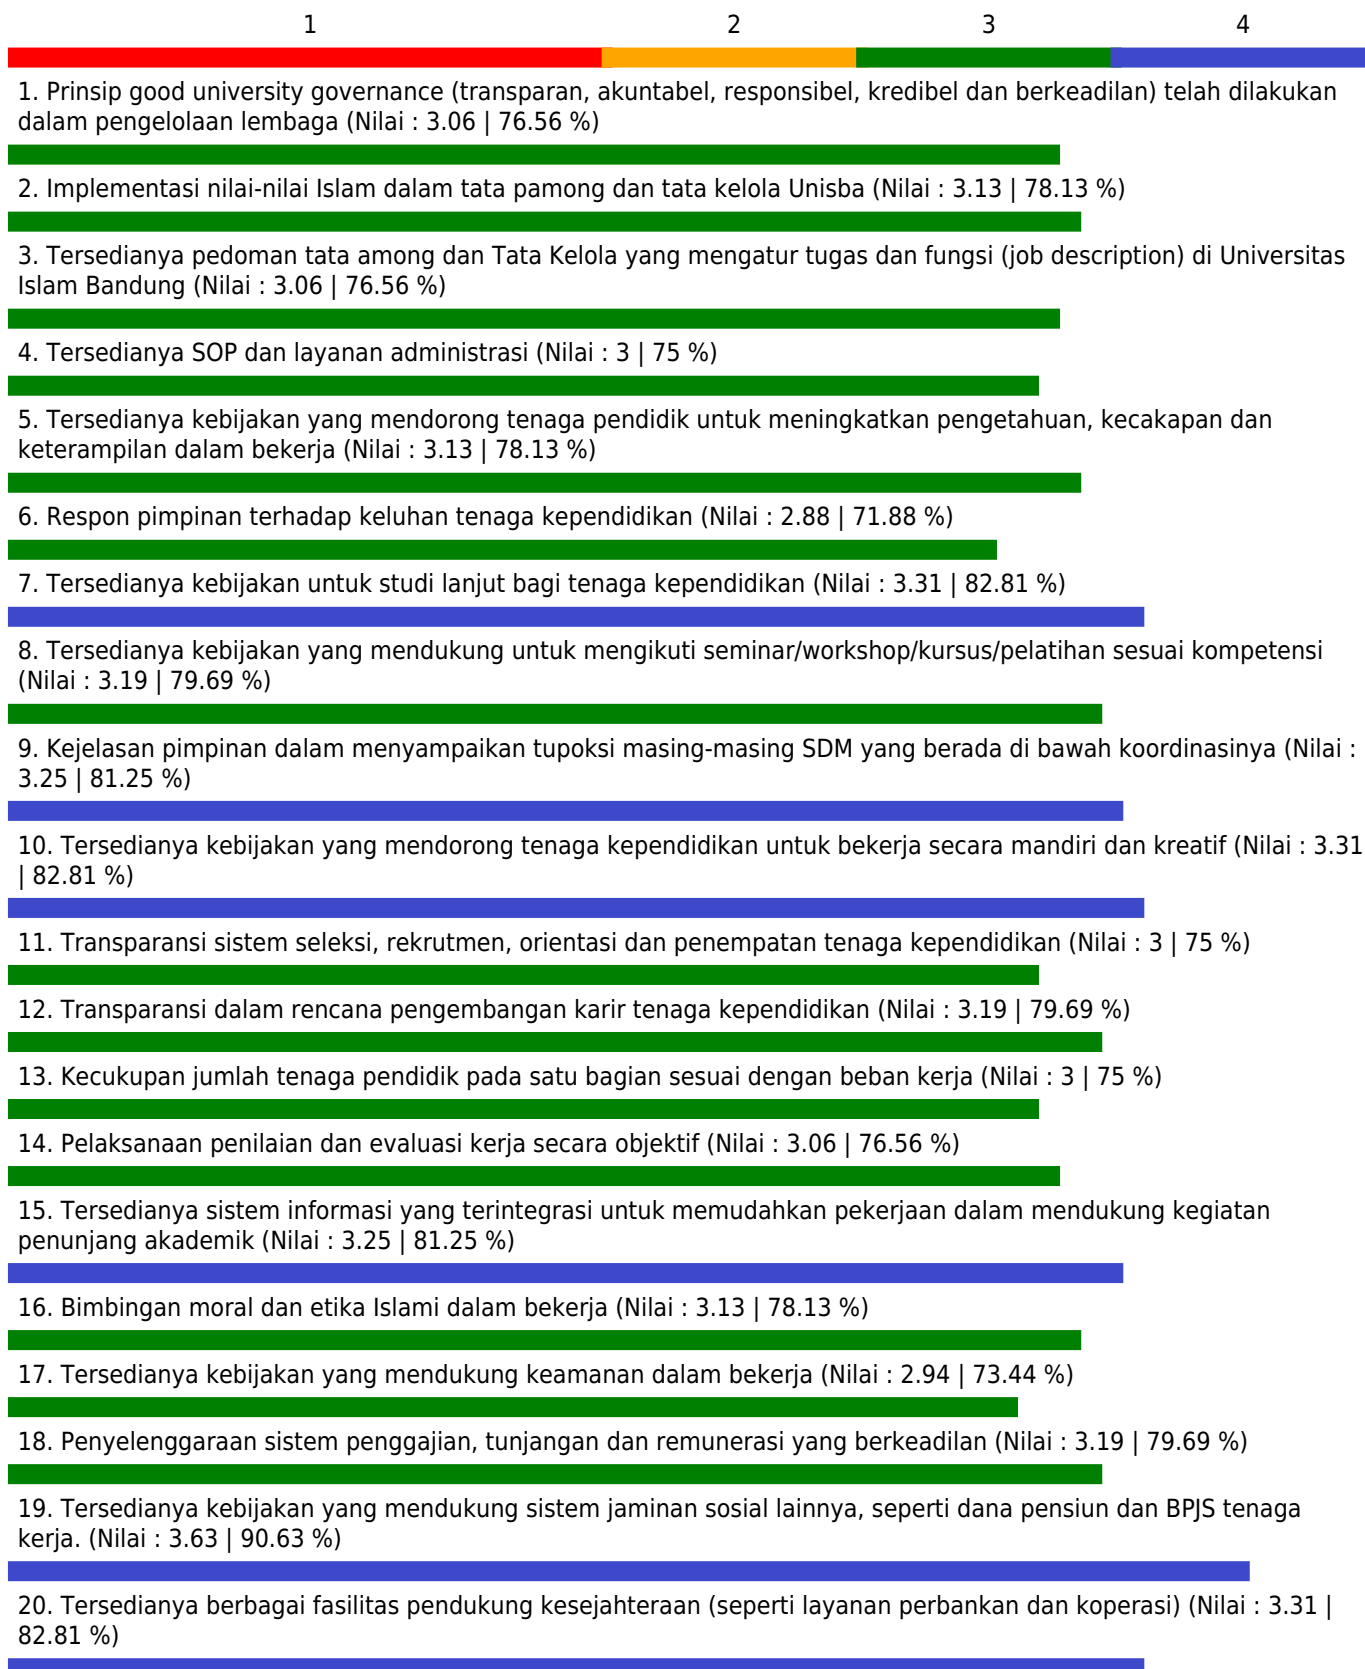 1 2 3 4
1. Prinsip good university governance (transparan, akuntabel, responsibel, kredibel dan berkeadilan) telah dilakukan
dalam pengelolaan lembaga (Nilai : 3.06 | 76.56 %)
2. Implementasi nilai-nilai Islam dalam tata pamong dan tata kelola Unisba (Nilai : 3.13 | 78.13 %)
3. Tersedianya pedoman tata among dan Tata Kelola yang mengatur tugas dan fungsi (job description) di Universitas
Islam Bandung (Nilai : 3.06 | 76.56 %)
4. Tersedianya SOP dan layanan administrasi (Nilai : 3 | 75 %)
5. Tersedianya kebijakan yang mendorong tenaga pendidik untuk meningkatkan pengetahuan, kecakapan dan
keterampilan dalam bekerja (Nilai : 3.13 | 78.13 %)
6. Respon pimpinan terhadap keluhan tenaga kependidikan (Nilai : 2.88 | 71.88 %)
7. Tersedianya kebijakan untuk studi lanjut bagi tenaga kependidikan (Nilai : 3.31 | 82.81 %)
8. Tersedianya kebijakan yang mendukung untuk mengikuti seminar/workshop/kursus/pelatihan sesuai kompetensi
(Nilai : 3.19 | 79.69 %)
9. Kejelasan pimpinan dalam menyampaikan tupoksi masing-masing SDM yang berada di bawah koordinasinya (Nilai :
3.25 | 81.25 %)
10. Tersedianya kebijakan yang mendorong tenaga kependidikan untuk bekerja secara mandiri dan kreatif (Nilai : 3.31
| 82.81 %)
11. Transparansi sistem seleksi, rekrutmen, orientasi dan penempatan tenaga kependidikan (Nilai : 3 | 75 %)
12. Transparansi dalam rencana pengembangan karir tenaga kependidikan (Nilai : 3.19 | 79.69 %)
13. Kecukupan jumlah tenaga pendidik pada satu bagian sesuai dengan beban kerja (Nilai : 3 | 75 %)
14. Pelaksanaan penilaian dan evaluasi kerja secara objektif (Nilai : 3.06 | 76.56 %)
15. Tersedianya sistem informasi yang terintegrasi untuk memudahkan pekerjaan dalam mendukung kegiatan
penunjang akademik (Nilai : 3.25 | 81.25 %)
16. Bimbingan moral dan etika Islami dalam bekerja (Nilai : 3.13 | 78.13 %)
17. Tersedianya kebijakan yang mendukung keamanan dalam bekerja (Nilai : 2.94 | 73.44 %)
18. Penyelenggaraan sistem penggajian, tunjangan dan remunerasi yang berkeadilan (Nilai : 3.19 | 79.69 %)
19. Tersedianya kebijakan yang mendukung sistem jaminan sosial lainnya, seperti dana pensiun dan BPJS tenaga
kerja. (Nilai : 3.63 | 90.63 %)
20. Tersedianya berbagai fasilitas pendukung kesejahteraan (seperti layanan perbankan dan koperasi) (Nilai : 3.31 |
82.81 %)